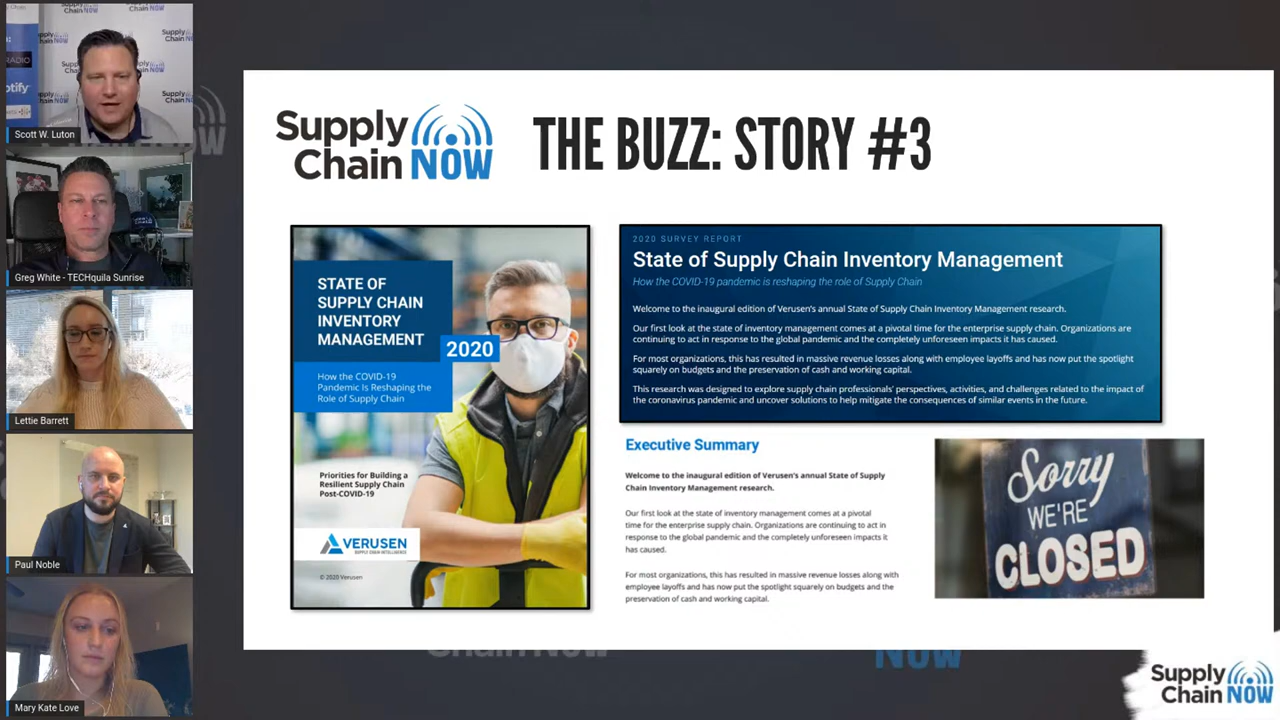 Scott W. Luton
Greg White - TECHquila Sunrise
Lettie Barrett
Paul Noble
Mary Kate Love
Supply
Chain NOW
THE BUZZ: STORY #3
STATE OF
SUPPLY CHAIN
INVENTORY
MANAGEMENT
2020
How the COVID-19
Pandemic Is Reshaping the
Role of Supply Chain
Priorities for Building a
Resilient Supply Chain
Post-COVID-19
VERUSEN
SUPPLY CHAIN INTELLIGENCE
© 2020 Verusen
2020 SURVEY REPORT
State of Supply Chain Inventory Management
How the COVID-19 pandemic is reshaping the role of Supply Chain
Welcome to the inaugural edition of Verusen's annual State of Supply Chain Inventory Management research.
Our first look at the state of inventory management comes at a pivotal time for the enterprise supply chain. Organizations are
continuing to act in response to the global pandemic and the completely unforeseen impacts it has caused.
For most organizations, this has resulted in massive revenue losses along with employee layoffs and has now put the spotlight
squarely on budgets and the preservation of cash and working capital.
This research was designed to explore supply chain professionals' perspectives, activities, and challenges related to the impact of
the coronavirus pandemic and uncover solutions to help mitigate the consequences of similar events in the future.
Executive Summary
Welcome to the inaugural edition of Verusen's annual State of Supply
Chain Inventory Management research.
Our first look at the state of inventory management comes at a pivotal
time for the enterprise supply chain. Organizations are continuing to act in
response to the global pandemic and the completely unforeseen impacts it
has caused.
For most organizations, this has resulted in massive revenue losses along with
employee layoffs and has now put the spotlight squarely on budgets and the
preservation of cash and working capital.
Sorry
WE'RE
CLOSED
Supply
Chain NOW